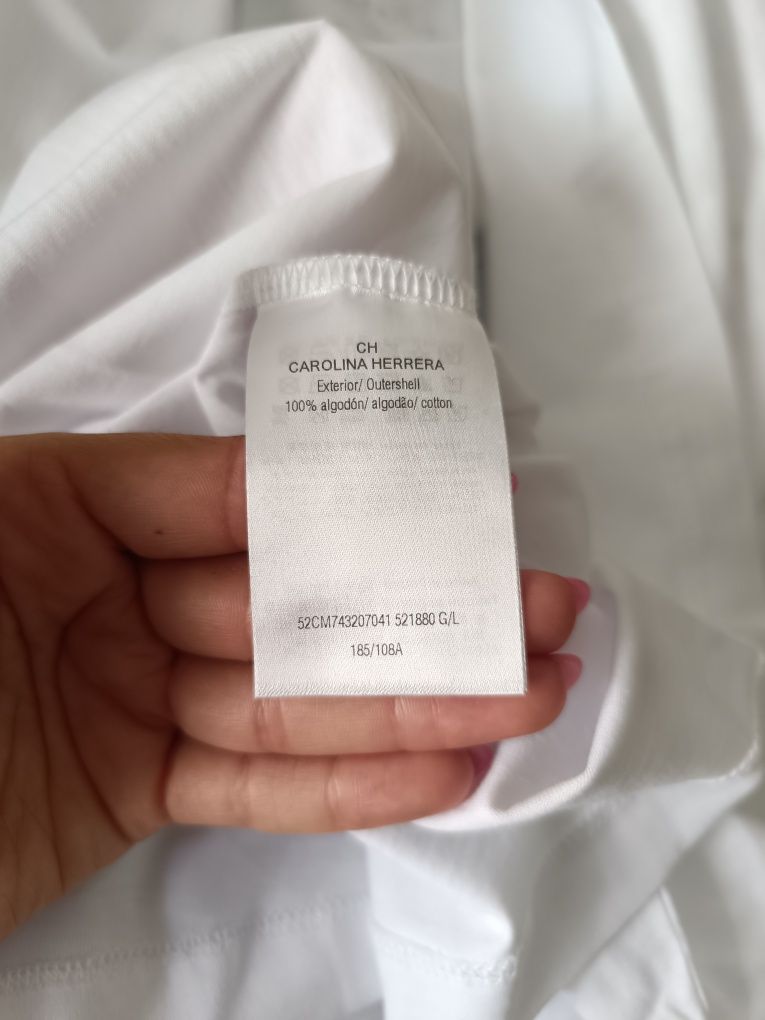 CH
CAROLINA HERRERA
Exterior/ Outershell
100% algodón/ algodão/ cotton
52CM743207041 521880 G/L
185/108A